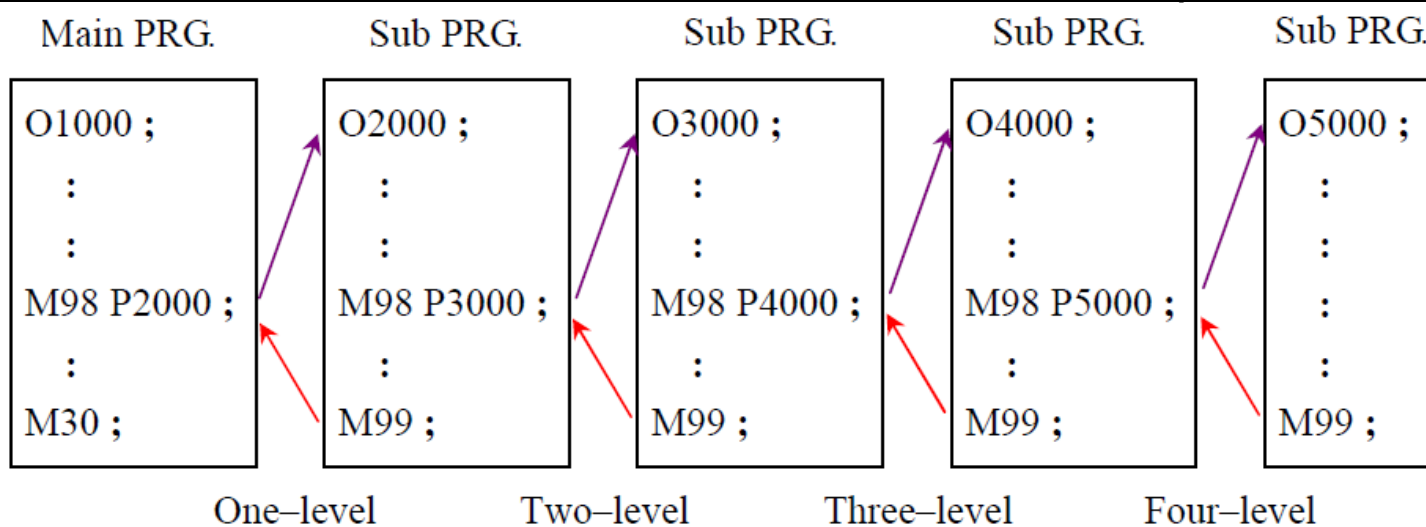 Main PRG.
Sub PRG.
Sub PRG.
Sub PRG.
Sub PRG.
O1000 ;
:
:
M98 P2000 ;
:
M30 ;
O2000 ;
:
:
M98 P3000 ;
:
M99 ;
O3000 ;
:
:
M98 P4000 ;
:
M99 ;
O4000 ;
:
:
M98 P5000 ;
:
M99 ;
O5000 ;
:
:
:
:
M99 ;
One–level
Two–level
Three–level
Four–level